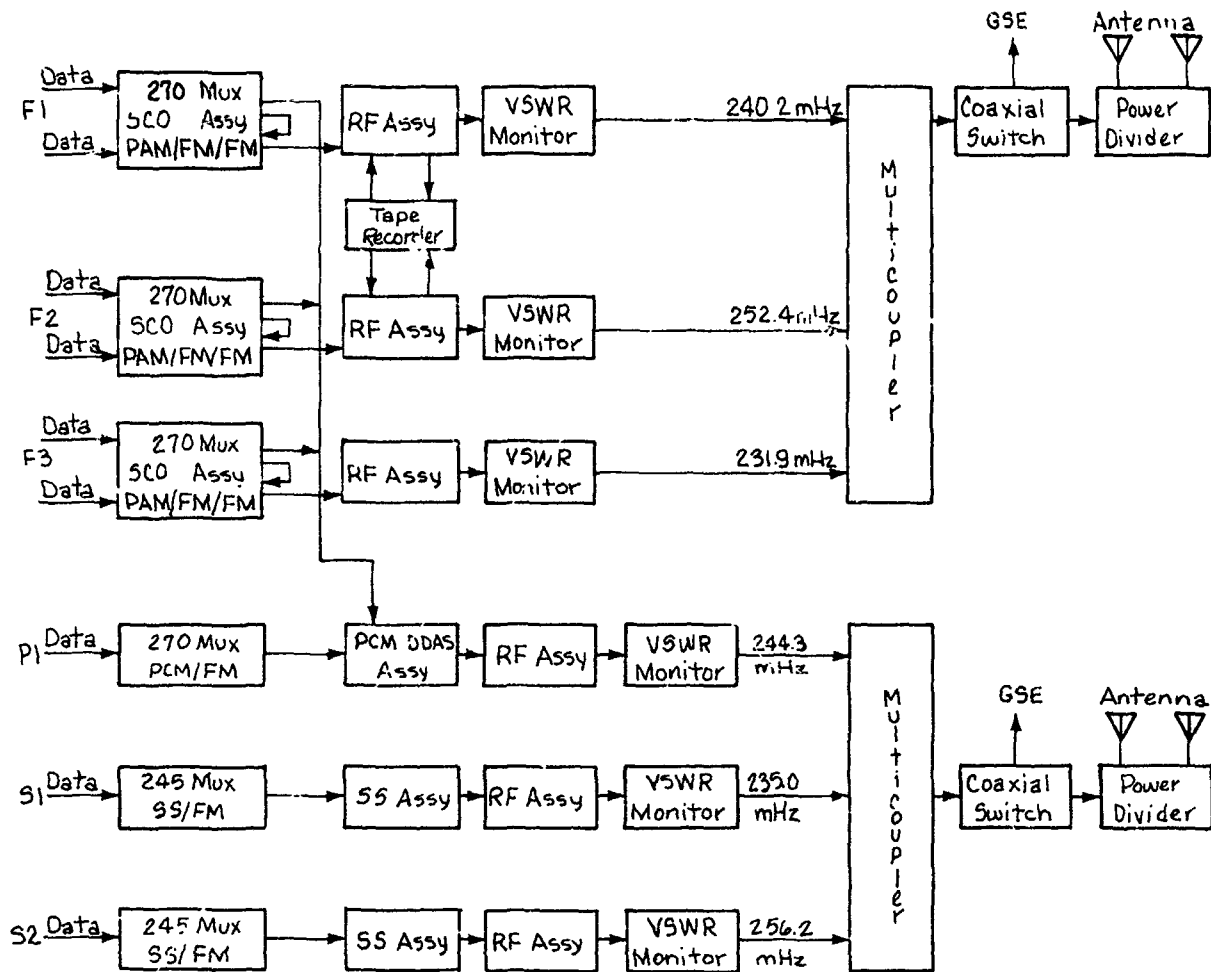 GSE
Antenna
Data
F1
Data
270 Mux
SCO Assy
PAM/FM/FM
RF Assy
VSWR
Monitor
240.2 mHz
Coaxial
Switch
Power
Divider
Tape
Recorder
Multicoupler
Data
F2
Data
270 Mux
SCO Assy
PAM/FM/FM
RF Assy
VSWR
Monitor
252.4 mHz
Data
F3
Data
270 Mux
SCO Assy
PAM/FM/FM
RF Assy
VSWR
Monitor
231.9 mHz
P1 Data
270 Mux
PCM/FM
PCM DDAS
Assy
RF Assy
VSWR
Monitor
244.3
mHz
Multicoupler
GSE
Antenna
S1 Data
245 Mux
SS/FM
SS Assy
RF Assy
VSWR
Monitor
235.0
mHz
Coaxial
Switch
Power
Divider
S2 Data
245 Mux
SS/FM
SS Assy
RF Assy
VSWR
Monitor
256.2
mHz